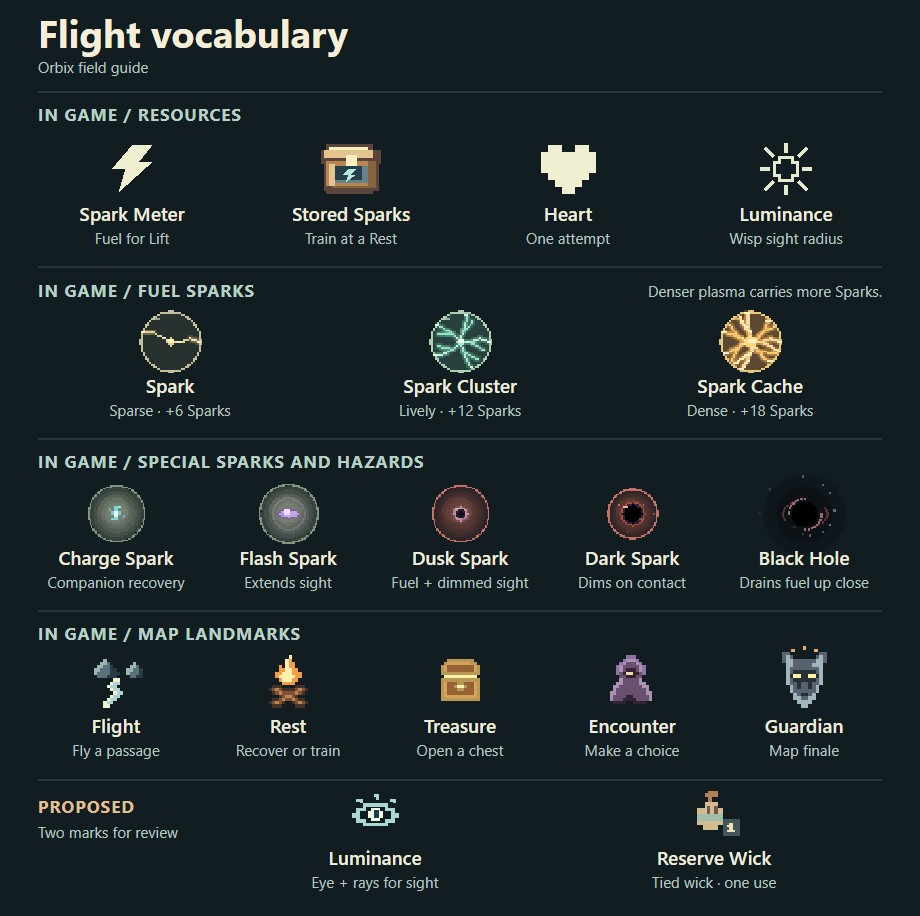 Flight vocabulary
Orbix field guide
IN GAME / RESOURCES
Spark Meter
Fuel for Lift
Stored Sparks
Train at a Rest
Heart
One attempt
Luminance
Wisp sight radius
IN GAME / FUEL SPARKS
Denser plasma carries more Sparks.
Spark
Sparse · +6 Sparks
Spark Cluster
Lively · +12 Sparks
Spark Cache
Dense · +18 Sparks
IN GAME / SPECIAL SPARKS AND HAZARDS
Charge Spark
Companion recovery
Flash Spark
Extends sight
Dusk Spark
Fuel + dimmed sight
Dark Spark
Dims on contact
Black Hole
Drains fuel up close
IN GAME / MAP LANDMARKS
Flight
Fly a passage
Rest
Recover or train
Treasure
Open a chest
Encounter
Make a choice
Guardian
Map finale
PROPOSED
Two marks for review
Luminance
Eye + rays for sight
1
Reserve Wick
Tied wick · one use